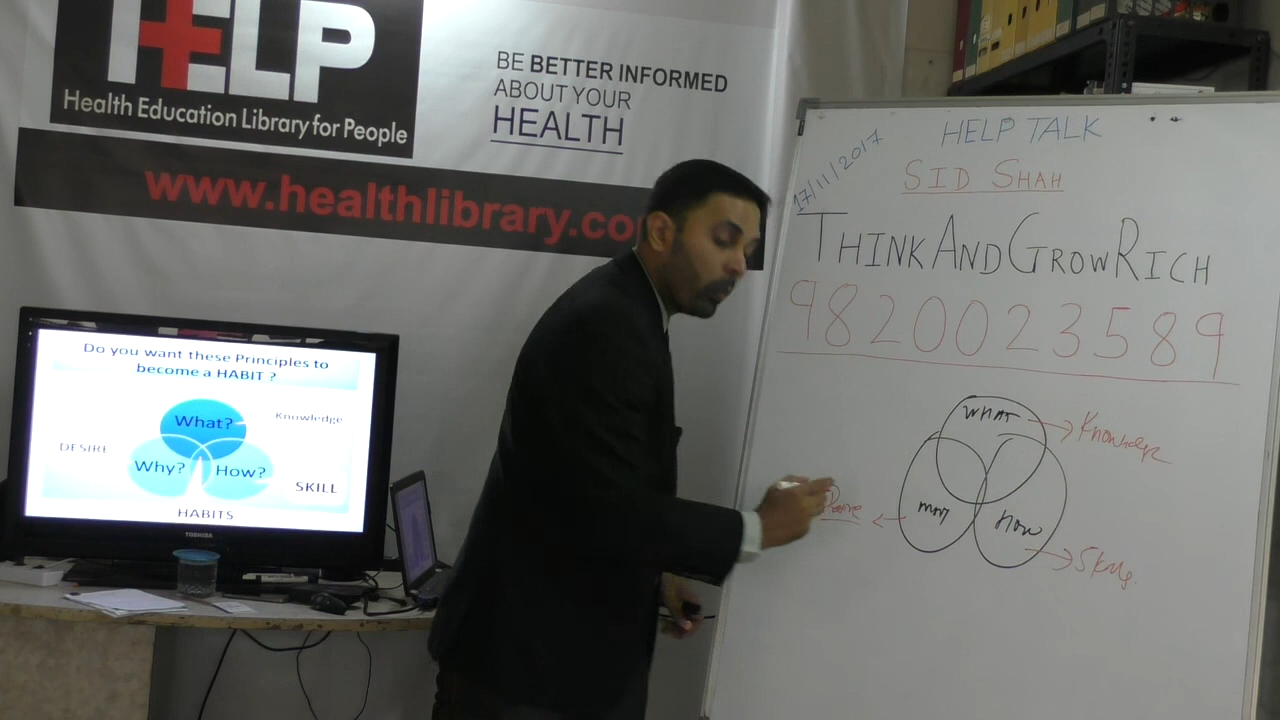 HELP
Health Education Library for People
BE BETTER INFORMED
ABOUT YOUR
HEALTH
www.healthlibrary.co
Do you want these Principles to
become a HABIT ?
What?
Knowledge
DESIRE
Why?
How?
SKILL
HABITS
TOSHIBA
17/11/2017
HELP TALK
SID SHAH
THINK AND GROW RICH
9820023589
WHAT
Knowledge
Desire
How
Skills